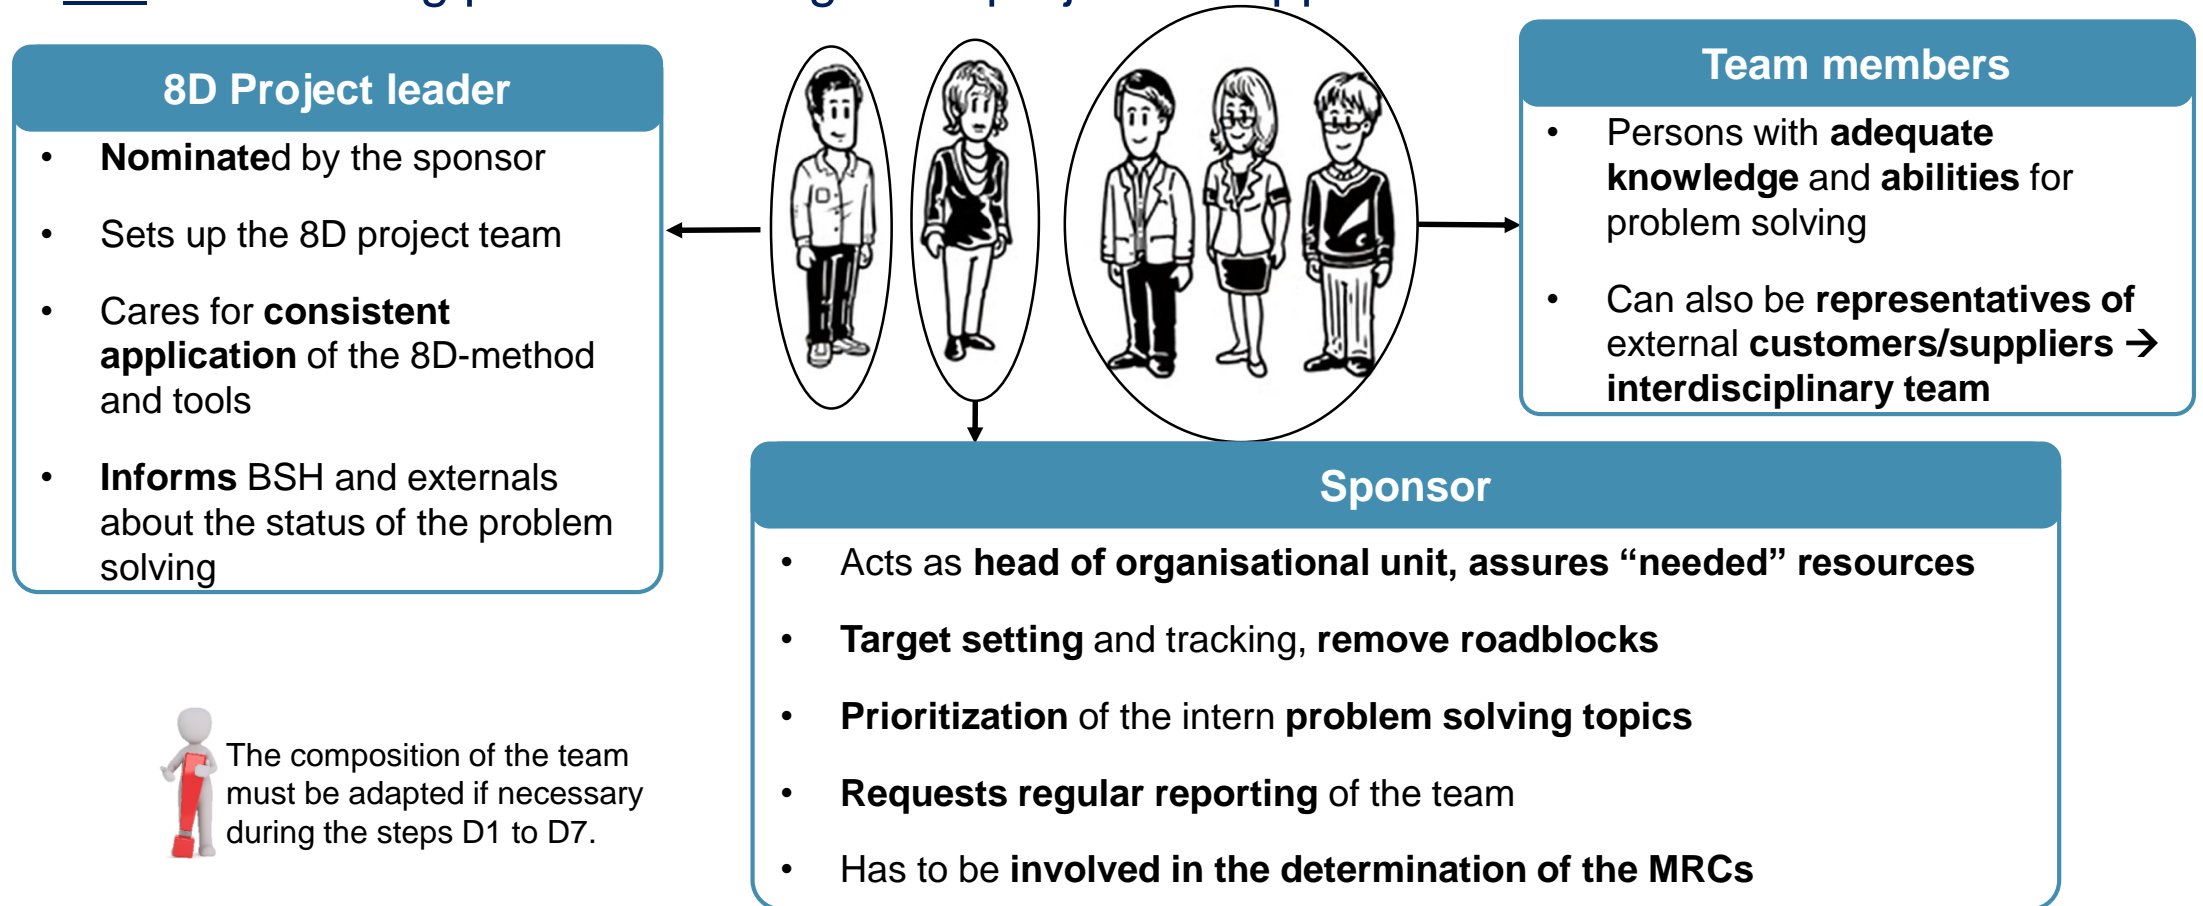 8D Project leader
• Nominated by the sponsor
• Sets up the 8D project team
• Cares for consistent
application of the 8D-method
and tools
• Informs BSH and externals
about the status of the problem
solving
Team members
• Persons with adequate
knowledge and abilities for
problem solving
• Can also be representatives of
external customers/suppliers →
interdisciplinary team
Sponsor
• Acts as head of organisational unit, assures “needed” resources
• Target setting and tracking, remove roadblocks
• Prioritization of the intern problem solving topics
• Requests regular reporting of the team
• Has to be involved in the determination of the MRCs
The composition of the team
must be adapted if necessary
during the steps D1 to D7.